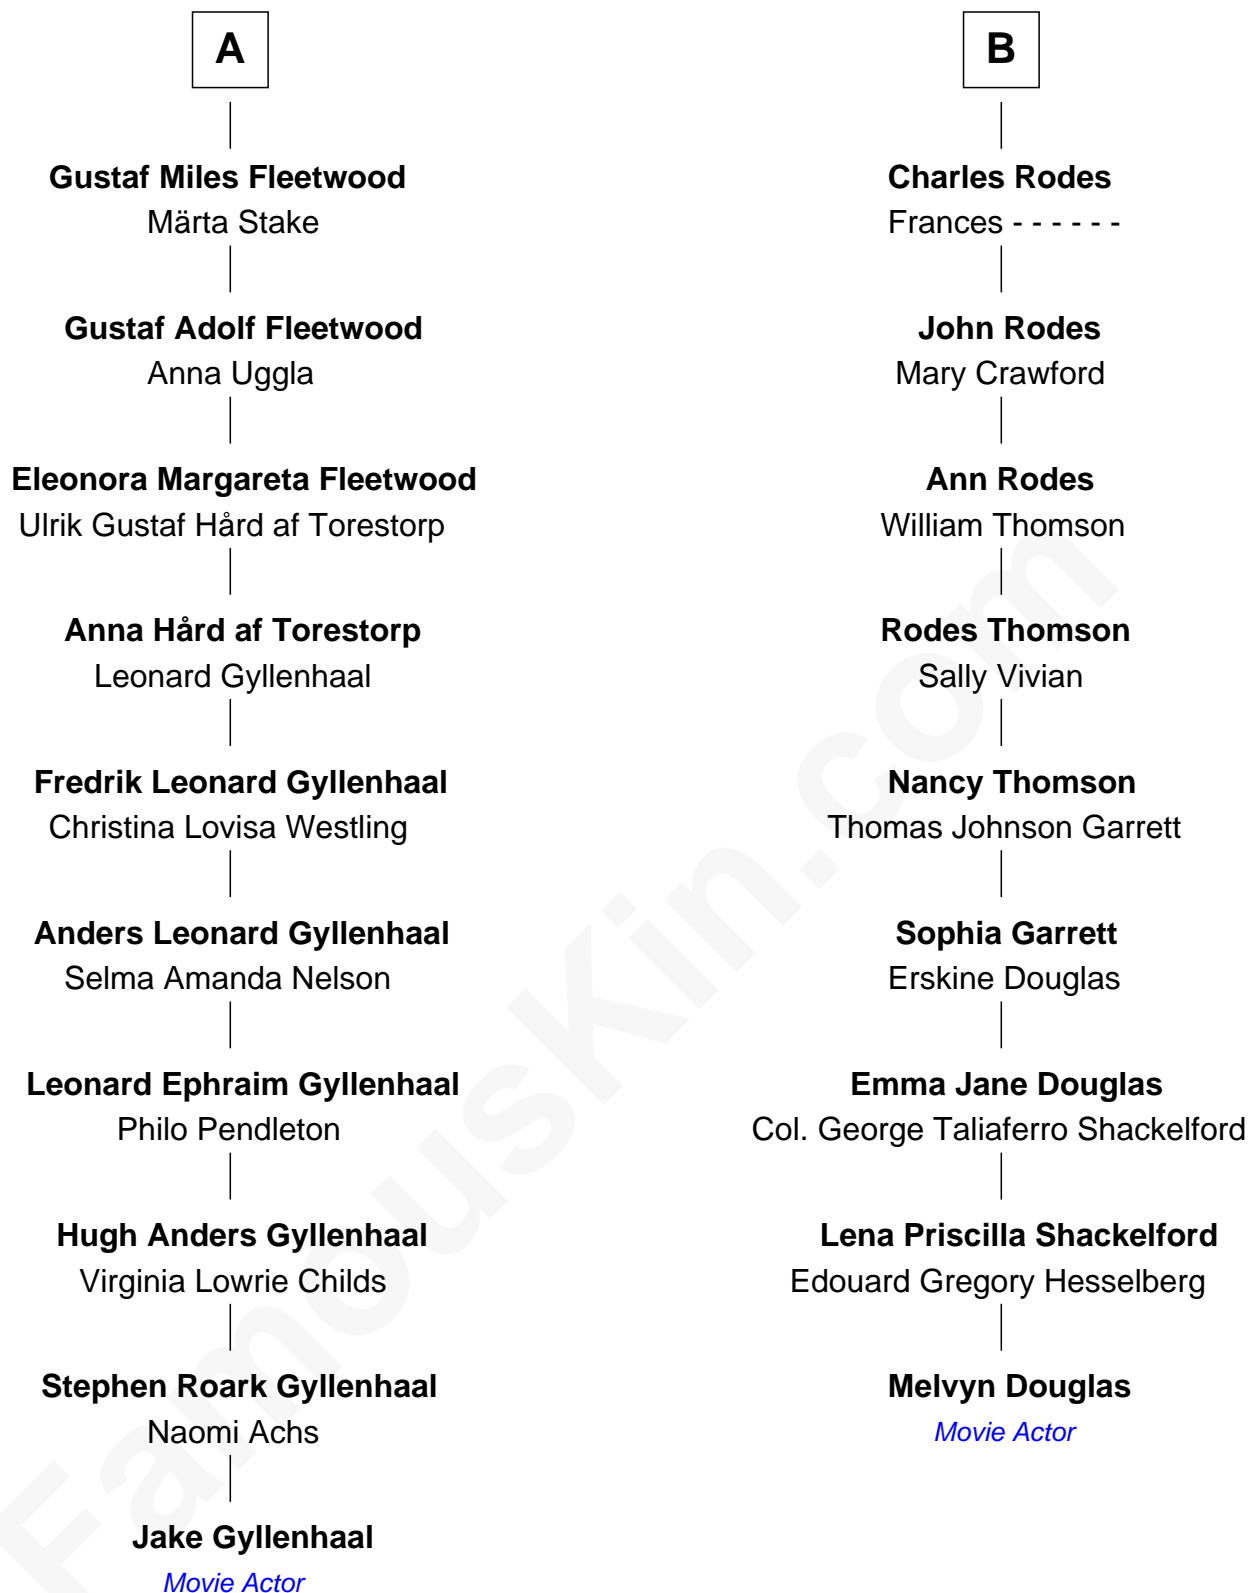 A
Gustaf Miles Fleetwood
Märta Stake
Gustaf Adolf Fleetwood
Anna Uggla
Eleonora Margareta Fleetwood
Ulrik Gustaf Hård af Torestorp
Anna Hård af Torestorp
Leonard Gyllenhaal
Fredrik Leonard Gyllenhaal
Christina Lovisa Westling
Anders Leonard Gyllenhaal
Selma Amanda Nelson
Leonard Ephraim Gyllenhaal
Philo Pendleton
Hugh Anders Gyllenhaal
Virginia Lowrie Childs
Stephen Roark Gyllenhaal
Naomi Achs
Jake Gyllenhaal
Movie Actor
B
Charles Rodes
Frances - - - - - -
John Rodes
Mary Crawford
Ann Rodes
William Thomson
Rodes Thomson
Sally Vivian
Nancy Thomson
Thomas Johnson Garrett
Sophia Garrett
Erskine Douglas
Emma Jane Douglas
Col. George Taliaferro Shackelford
Lena Priscilla Shackelford
Edouard Gregory Hesselberg
Melvyn Douglas
Movie Actor
FamousKin.com